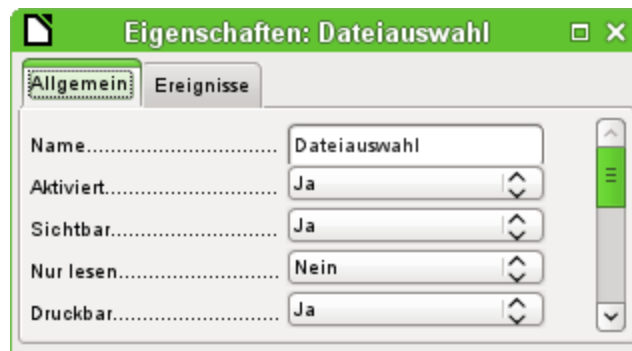 Eigenschaften: Dateiauswahl
Allgemein Ereignisse
Name............................ Dateiauswahl
Aktiviert......................... Ja
Sichtbar......................... Ja
Nur lesen........................ Nein
Druckbar........................ Ja